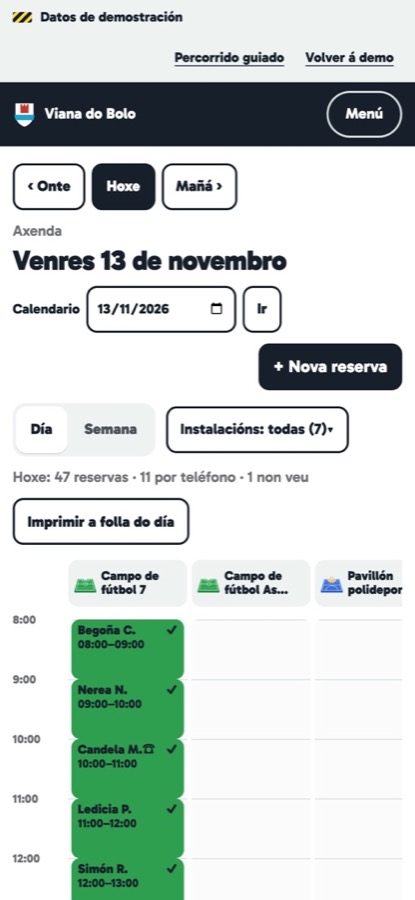 Datos de demostración
Percorrido guiado Volver á demo
Viana do Bolo Menú
‹ Onte Hoxe Mañá ›
Axenda
Venres 13 de novembro
Calendario 13/11/2026 Ir
+ Nova reserva
Día Semana Instalacións: todas (7)▾
Hoxe: 47 reservas · 11 por teléfono · 1 non veu
Imprimir a folla do día
Campo de fútbol 7
Campo de fútbol As...
Pavillón polidepor
8:00
Begoña C. ✓
08:00–09:00
9:00
Nerea N. ✓
09:00–10:00
10:00
Candela M.☎ ✓
10:00–11:00
11:00
Ledicia P. ✓
11:00–12:00
12:00
Simón R. ✓
12:00–13:00